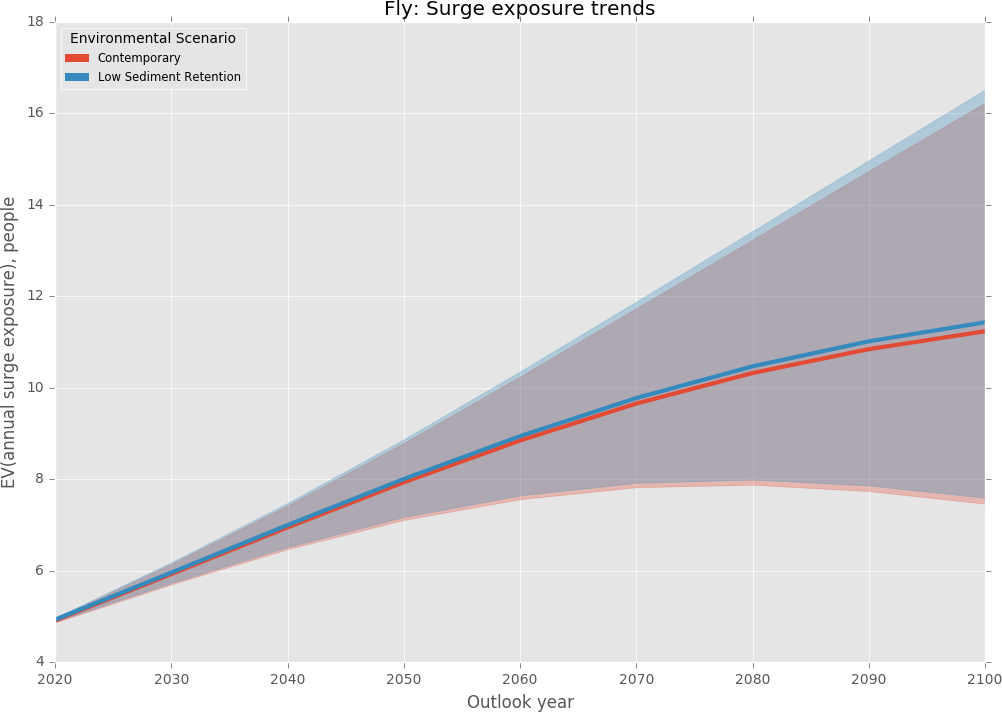 Fly: Surge exposure trends
Environmental Scenario
Contemporary
Low Sediment Retention
EV(annual surge exposure), people
18
16
14
12
10
8
6
4
2020 2030 2040 2050 2060 2070 2080 2090 2100
Outlook year